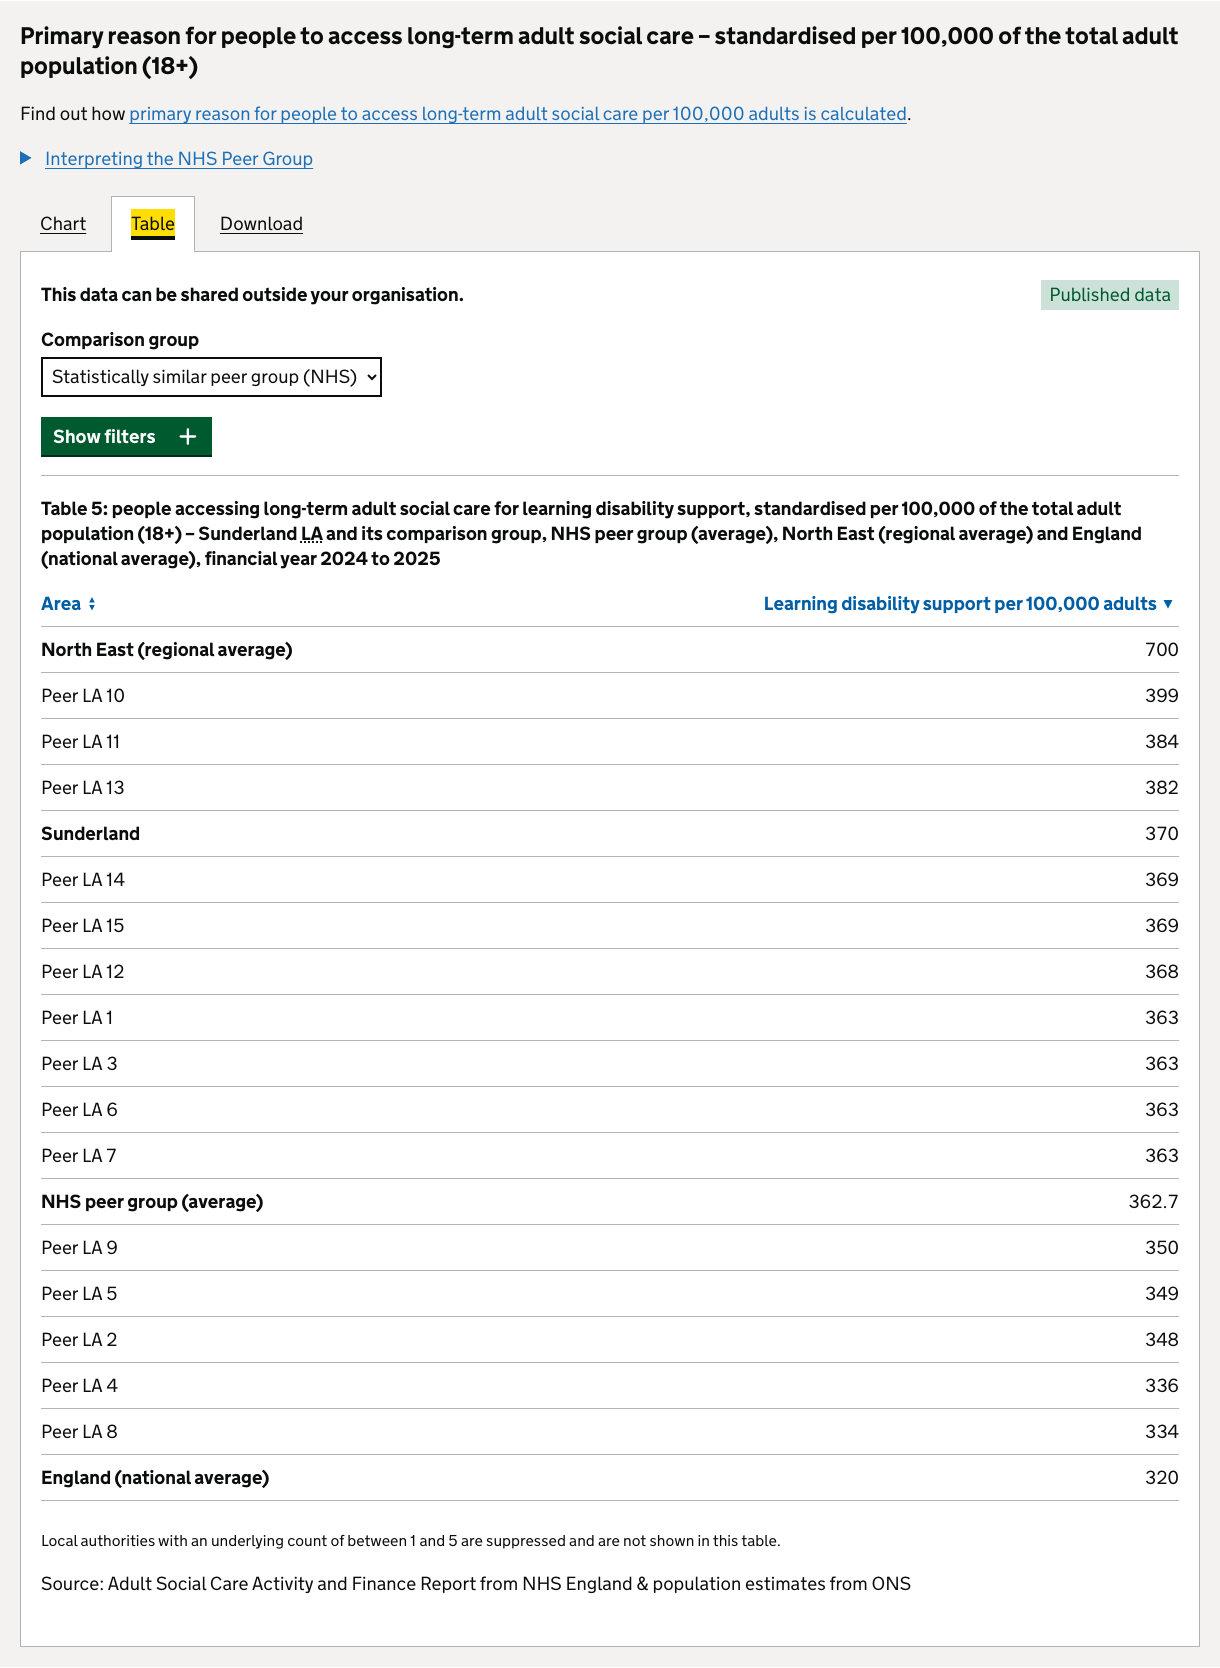 Primary reason for people to access long-term adult social care – standardised per 100,000 of the total adult
population (18+)
Find out how primary reason for people to access long-term adult social care per 100,000 adults is calculated.
Interpreting the NHS Peer Group
Chart
Table
Download
This data can be shared outside your organisation.
Published data
Comparison group
Statistically similar peer group (NHS)
Show filters
Table 5: people accessing long-term adult social care for learning disability support, standardised per 100,000 of the total adult
population (18+) – Sunderland LA and its comparison group, NHS peer group (average), North East (regional average) and England
(national average), financial year 2024 to 2025
Area Learning disability support per 100,000 adults
North East (regional average) 700
Peer LA 10 399
Peer LA 11 384
Peer LA 13 382
Sunderland 370
Peer LA 14 369
Peer LA 15 369
Peer LA 12 368
Peer LA 1 363
Peer LA 3 363
Peer LA 6 363
Peer LA 7 363
NHS peer group (average) 362.7
Peer LA 9 350
Peer LA 5 349
Peer LA 2 348
Peer LA 4 336
Peer LA 8 334
England (national average) 320
Local authorities with an underlying count of between 1 and 5 are suppressed and are not shown in this table.
Source: Adult Social Care Activity and Finance Report from NHS England & population estimates from ONS